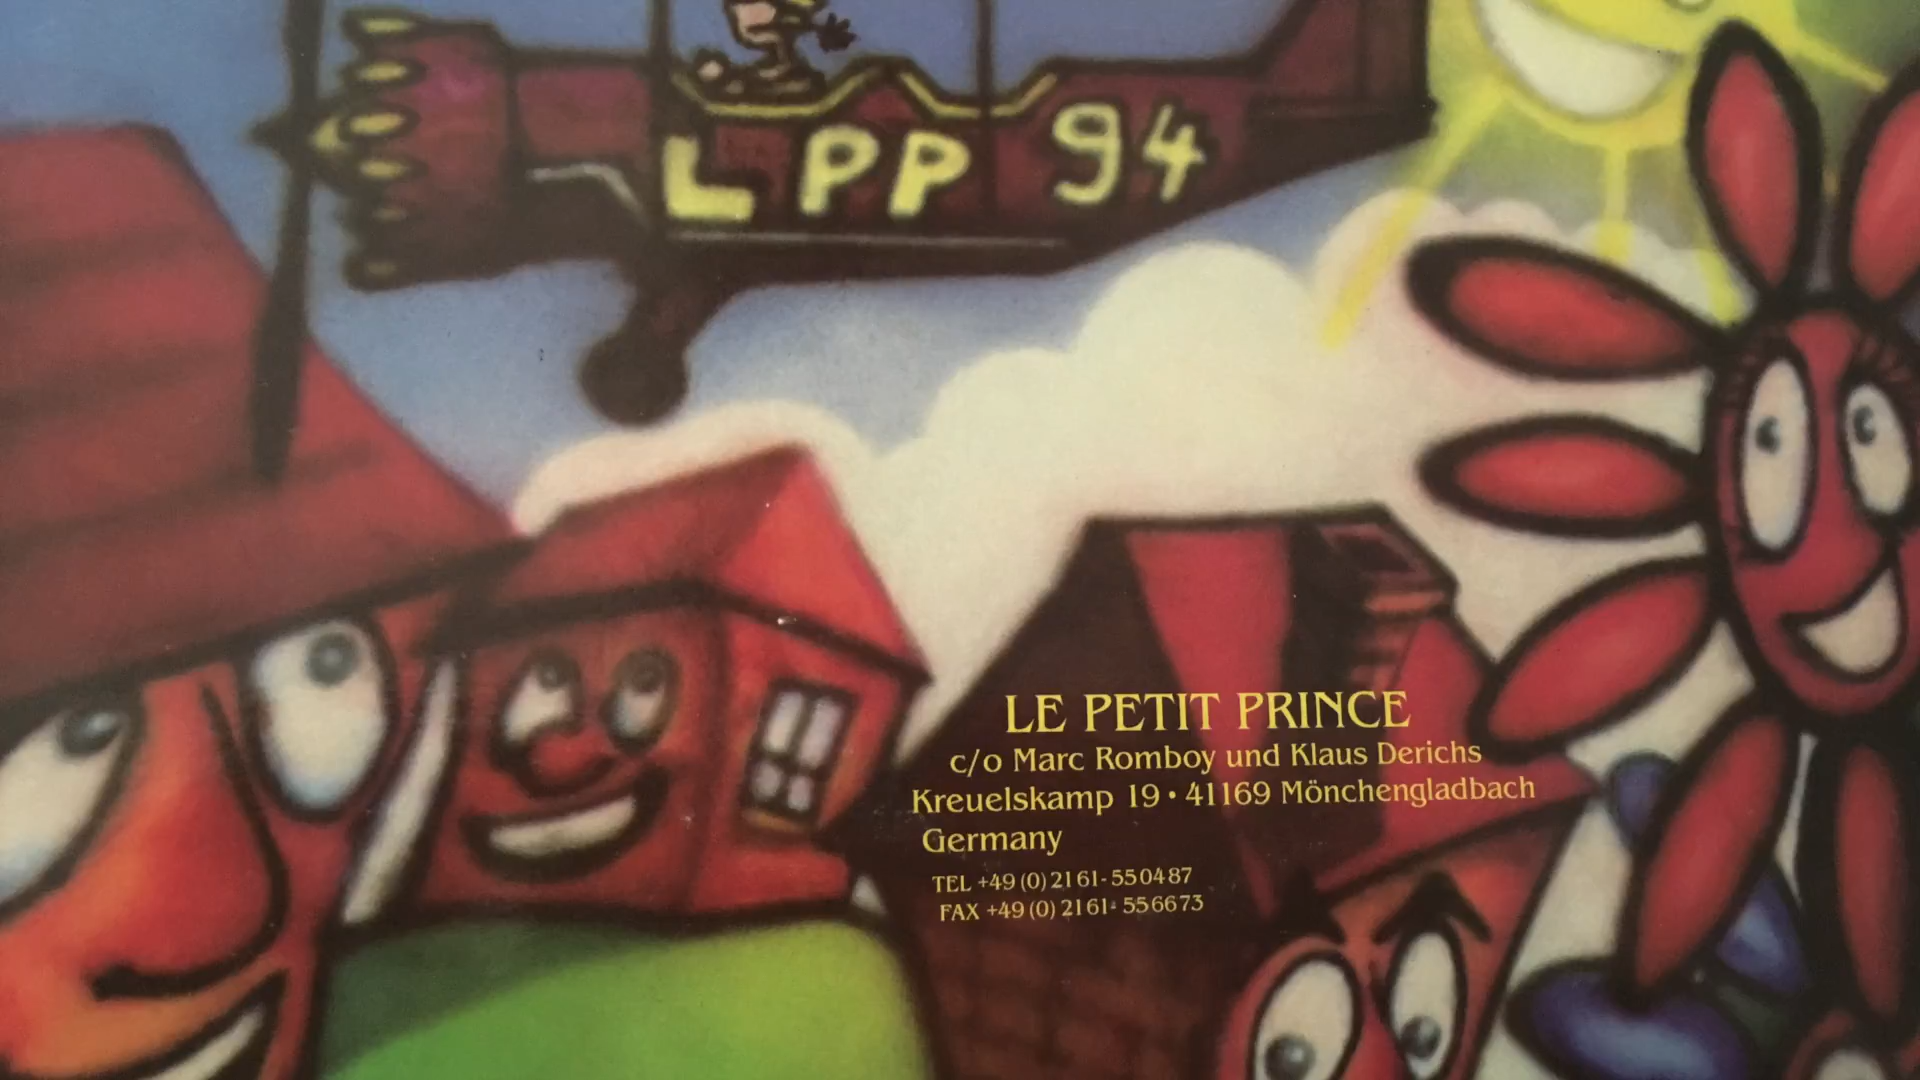 LPP 94
LE PETIT PRINCE
c/o Marc Romboy und Klaus Derichs
Kreuelskamp 19 • 41169 Mönchengladbach
Germany
TEL +49 (0) 2161-550487
FAX +49 (0) 2161-556673